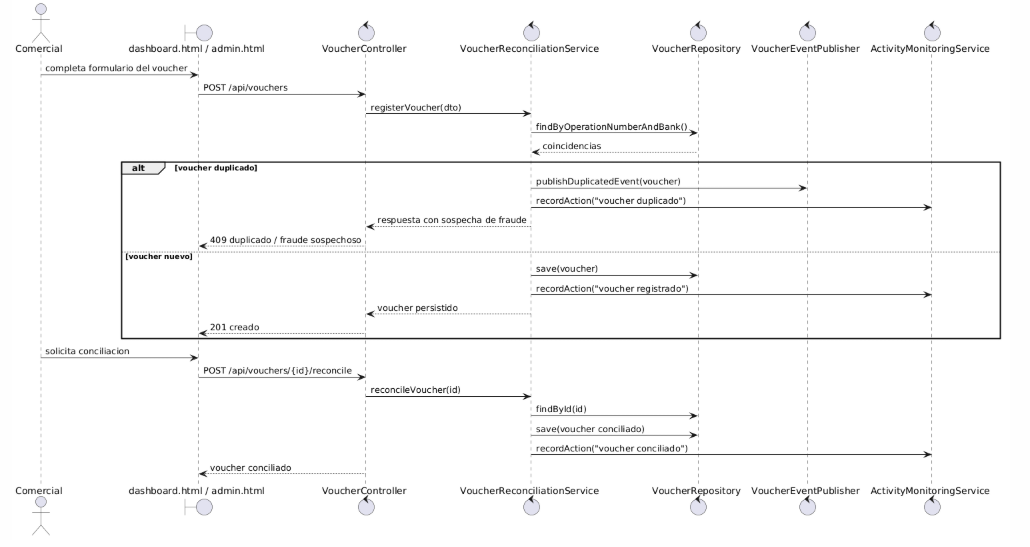 Comercial
dashboard.html / admin.html
VoucherController
VoucherReconciliationService
VoucherRepository
VoucherEventPublisher
ActivityMonitoringService
completa formulario del voucher
POST /api/vouchers
registerVoucher(dto)
findByOperationNumberAndBank()
coincidencias
alt
[voucher duplicado]
publishDuplicatedEvent(voucher)
recordAction("voucher duplicado")
respuesta con sospecha de fraude
409 duplicado / fraude sospechoso
[voucher nuevo]
save(voucher)
recordAction("voucher registrado")
voucher persistido
201 creado
solicita conciliacion
POST /api/vouchers/{id}/reconcile
reconcileVoucher(id)
findById(id)
save(voucher conciliado)
recordAction("voucher conciliado")
voucher conciliado
Comercial
dashboard.html / admin.html
VoucherController
VoucherReconciliationService
VoucherRepository
VoucherEventPublisher
ActivityMonitoringService